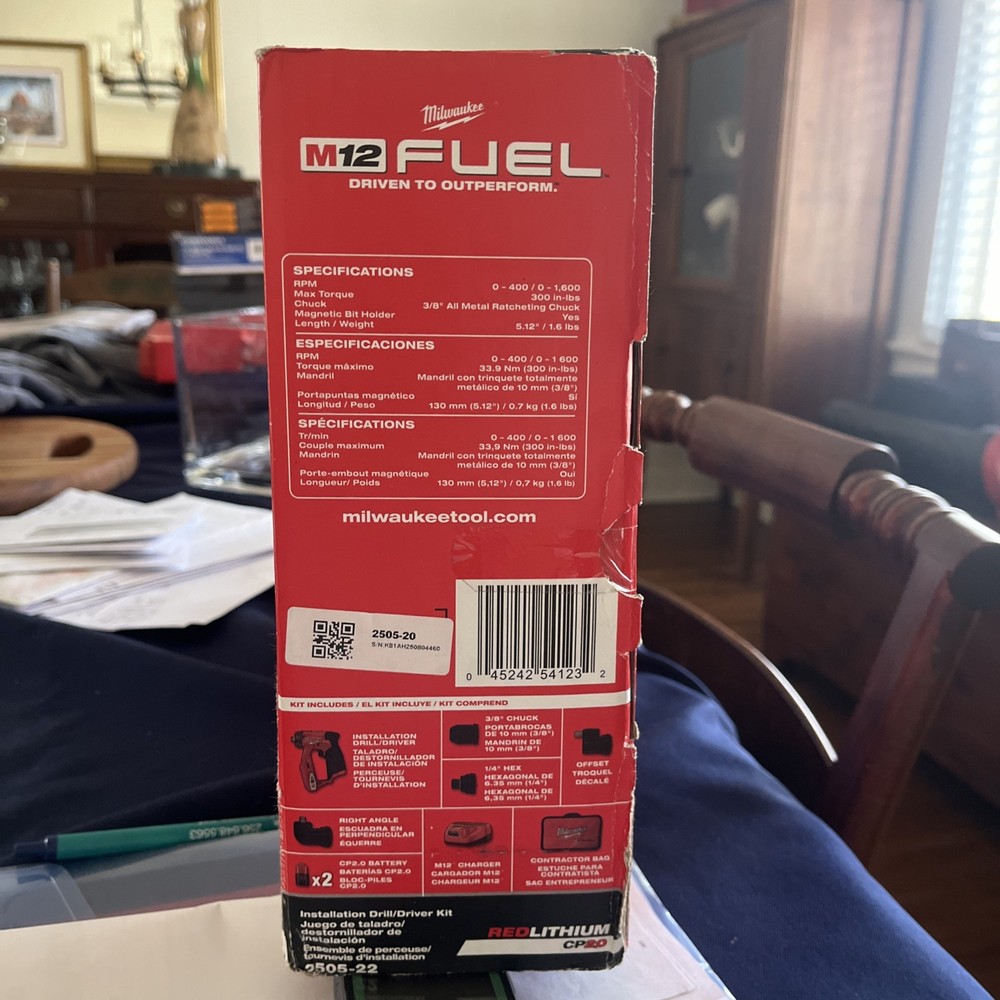 Milwaukee
M12 FUEL™
DRIVEN TO OUTPERFORM.™
SPECIFICATIONS
RPM 0 - 400 / 0 - 1,600
Max Torque 300 in-lbs
Chuck 3/8" All Metal Ratcheting Chuck
Magnetic Bit Holder Yes
Length / Weight 5.12" / 1.6 lbs
ESPECIFICACIONES
RPM 0 - 400 / 0 - 1 600
Torque máximo 33.9 Nm (300 in-lbs)
Mandril Mandril con trinquete totalmente
metálico de 10 mm (3/8")
Portapuntas magnético Sí
Longitud / Peso 130 mm (5.12") / 0.7 kg (1.6 lbs)
SPÉCIFICATIONS
Tr/min 0 - 400 / 0 - 1 600
Couple maximum 33,9 Nm (300 in-lbs)
Mandrin Mandril con trinquete totalmente
metálico de 10 mm (3/8")
Porte-embout magnétique Oui
Longueur/ Poids 130 mm (5,12") / 0,7 kg (1,6 lb)
milwaukeetool.com
2505-20
S/N:KB1AH250804460
0 45242 54123 2
KIT INCLUDES / EL KIT INCLUYE / KIT COMPREND
INSTALLATION
DRILL/DRIVER
TALADRO/
DESTORNILLADOR
DE INSTALACIÓN
PERCEUSE/
TOURNEVIS
D'INSTALLATION
3/8" CHUCK
PORTABROCAS
DE 10 mm (3/8")
MANDRIN DE
10 mm (3/8")
1/4" HEX
HEXAGONAL DE
6.35 mm (1/4")
HEXAGONAL DE
6,35 mm (1/4")
OFFSET
TROQUEL
DÉCALÉ
RIGHT ANGLE
ESCUADRA EN
PERPENDICULAR
ÉQUERRE
x2
CP2.0 BATTERY
BATERÍAS CP2.0
BLOC-PILES
CP2.0
M12™ CHARGER
CARGADOR M12™
CHARGEUR M12™
Milwaukee
CONTRACTOR BAG
ESTUCHE PARA
CONTRATISTA
SAC ENTREPRENEUR
Installation Drill/Driver Kit
Juego de taladro/
destornillador de
instalación
Ensemble de perceuse/
tournevis d'installation
2505-22
REDLITHIUM
CP2.0
256.648.5563